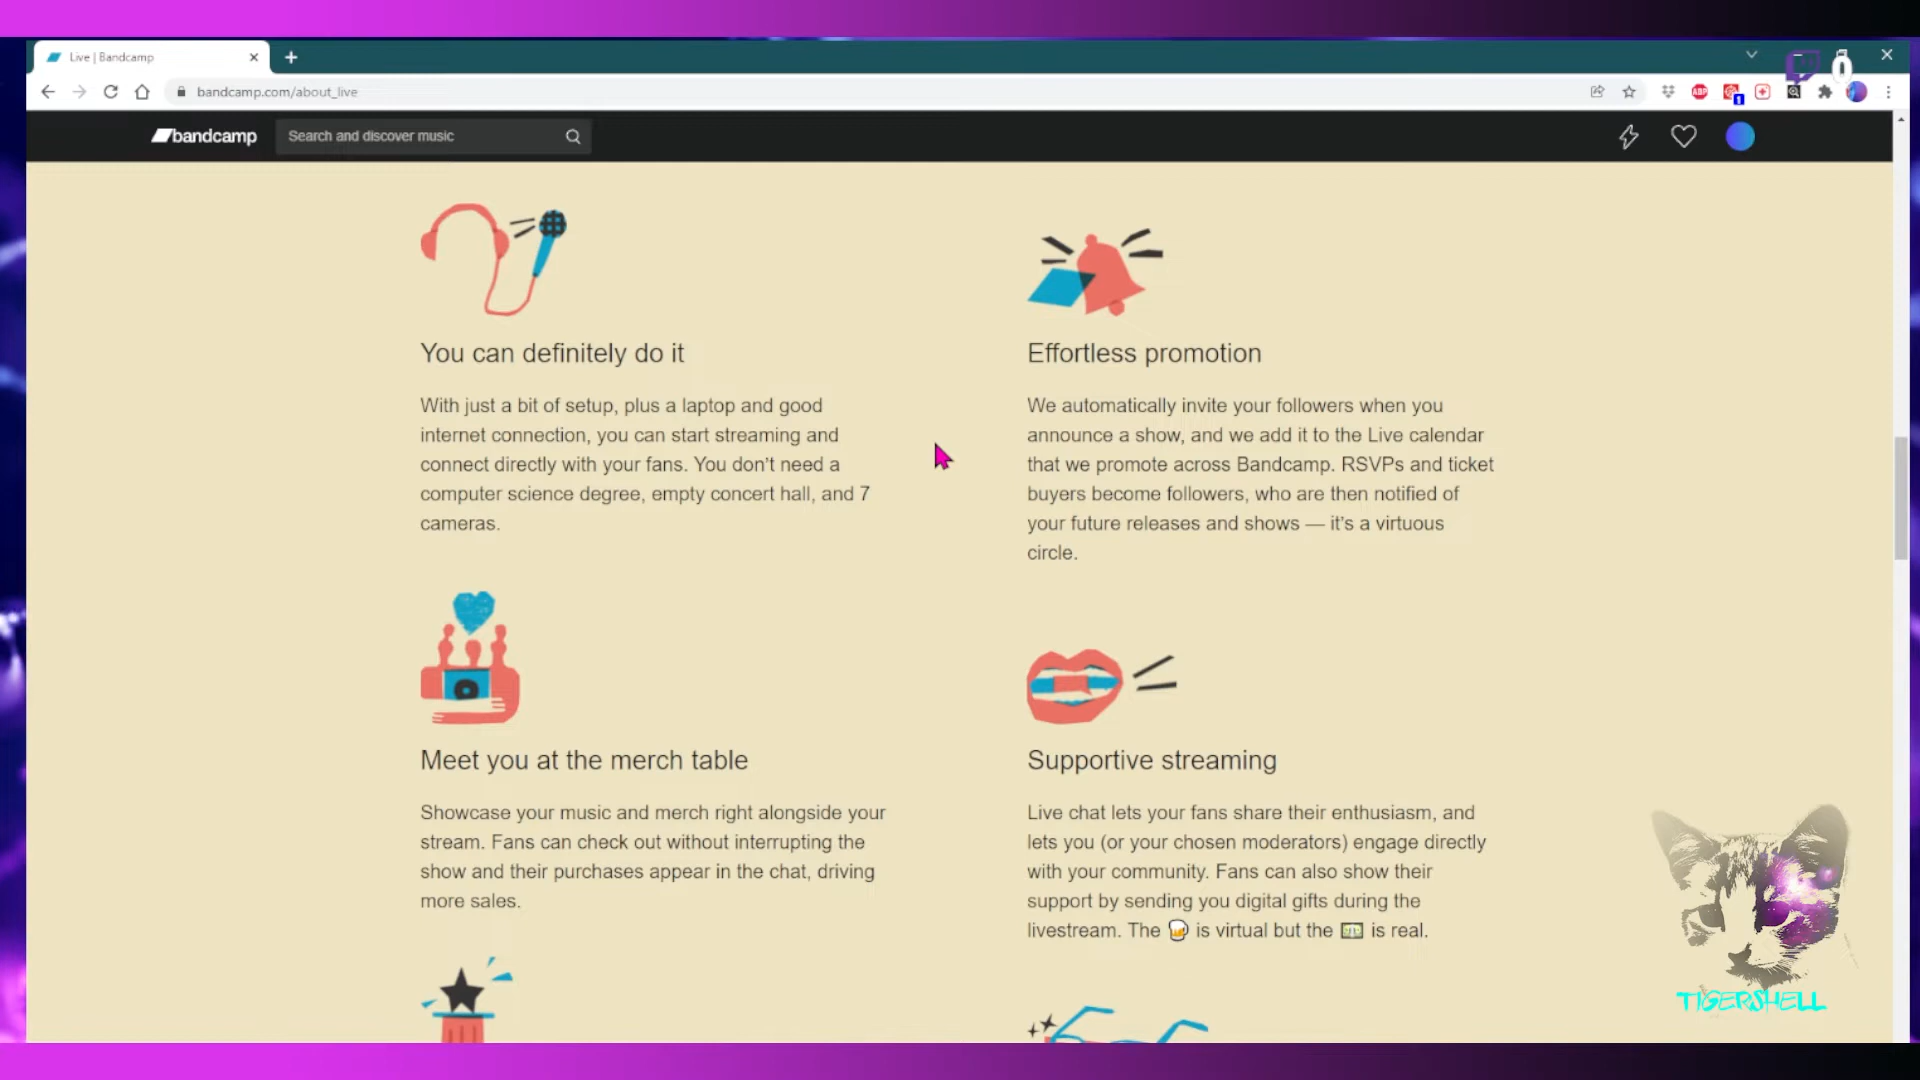 Live | Bandcamp
bandcamp.com/about_live
ABP
bandcamp
Search and discover music
You can definitely do it
With just a bit of setup, plus a laptop and good
internet connection, you can start streaming and
connect directly with your fans. You don’t need a
computer science degree, empty concert hall, and 7
cameras.
Effortless promotion
We automatically invite your followers when you
announce a show, and we add it to the Live calendar
that we promote across Bandcamp. RSVPs and ticket
buyers become followers, who are then notified of
your future releases and shows — it’s a virtuous
circle.
Meet you at the merch table
Showcase your music and merch right alongside your
stream. Fans can check out without interrupting the
show and their purchases appear in the chat, driving
more sales.
Supportive streaming
Live chat lets your fans share their enthusiasm, and
lets you (or your chosen moderators) engage directly
with your community. Fans can also show their
support by sending you digital gifts during the
livestream. The 🍺 is virtual but the 💵 is real.
TIGERSHELL